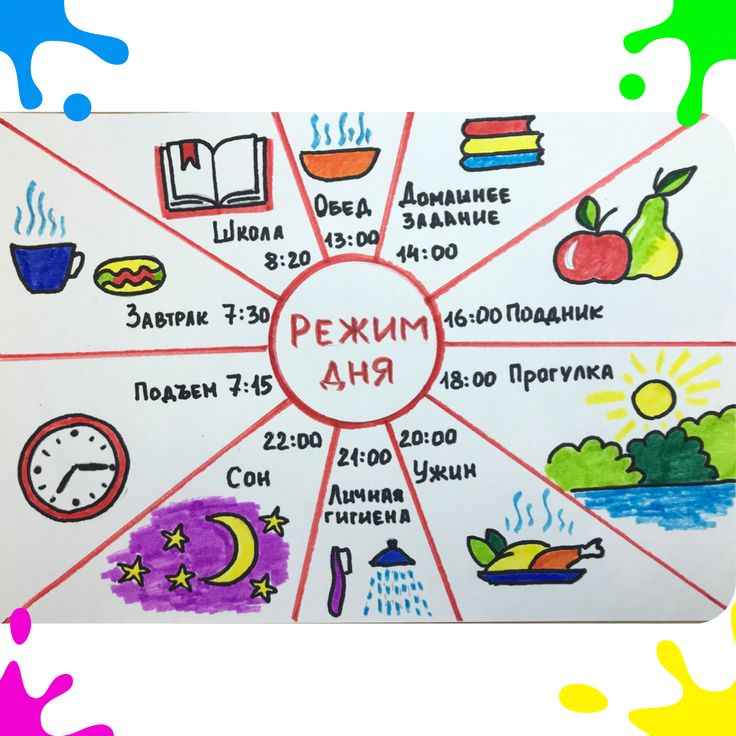 РЕЖИМ
ДНЯ
Подъем 7:15
Завтрак 7:30
Школа
8:20
Обед
13:00
Домашнее
задание
14:00
16:00 Полдник
18:00 Прогулка
20:00
Ужин
21:00
Личная
гигиена
22:00
Сон